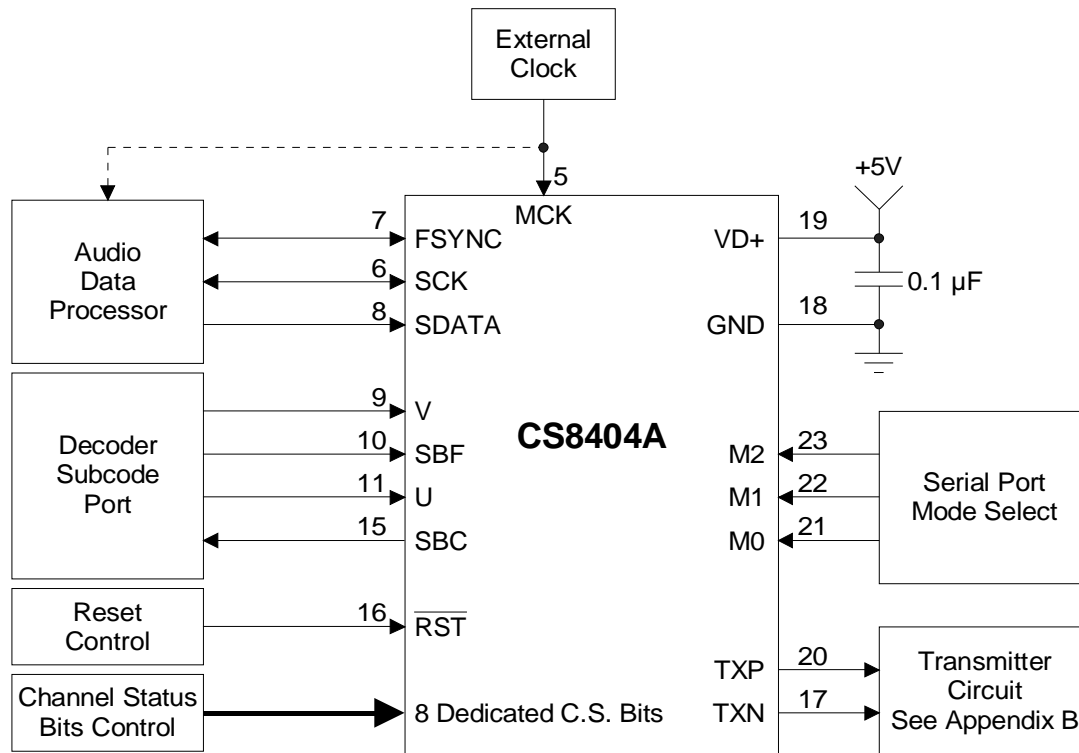 External
Clock
5
MCK
+5V
Audio
Data
Processor
7
FSYNC
6
SCK
8
SDATA
VD+
19
0.1 µF
18
GND
Decoder
Subcode
Port
9
V
10
SBF
11
U
15
SBC
CS8404A
M2
23
M1
22
M0
21
Serial Port
Mode Select
Reset
Control
16
RST
Channel Status
Bits Control
8 Dedicated C.S. Bits
TXP
20
TXN
17
Transmitter
Circuit
See Appendix B